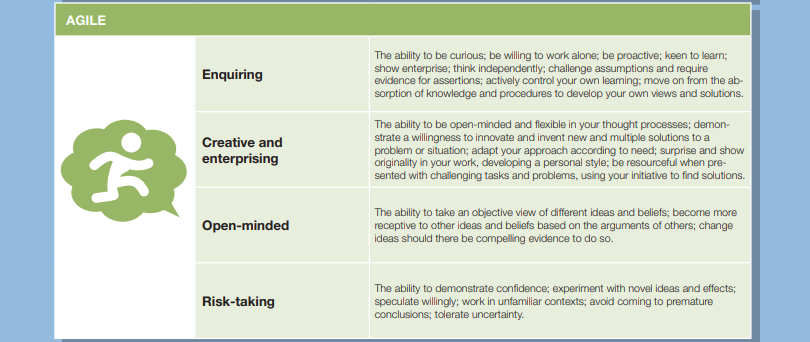 AGILE
Enquiring
The ability to be curious; be willing to work alone; be proactive; keen to learn;
show enterprise; think independently; challenge assumptions and require
evidence for assertions; actively control your own learning; move on from the ab-
sorption of knowledge and procedures to develop your own views and solutions.
Creative and
enterprising
The ability to be open-minded and flexible in your thought processes; demon-
strate a willingness to innovate and invent new and multiple solutions to a
problem or situation; adapt your approach according to need; surprise and show
originality in your work, developing a personal style; be resourceful when pre-
sented with challenging tasks and problems, using your initiative to find solutions.
Open-minded
The ability to take an objective view of different ideas and beliefs; become more
receptive to other ideas and beliefs based on the arguments of others; change
ideas should there be compelling evidence to do so.
Risk-taking
The ability to demonstrate confidence; experiment with novel ideas and effects;
speculate willingly; work in unfamiliar contexts; avoid coming to premature
conclusions; tolerate uncertainty.